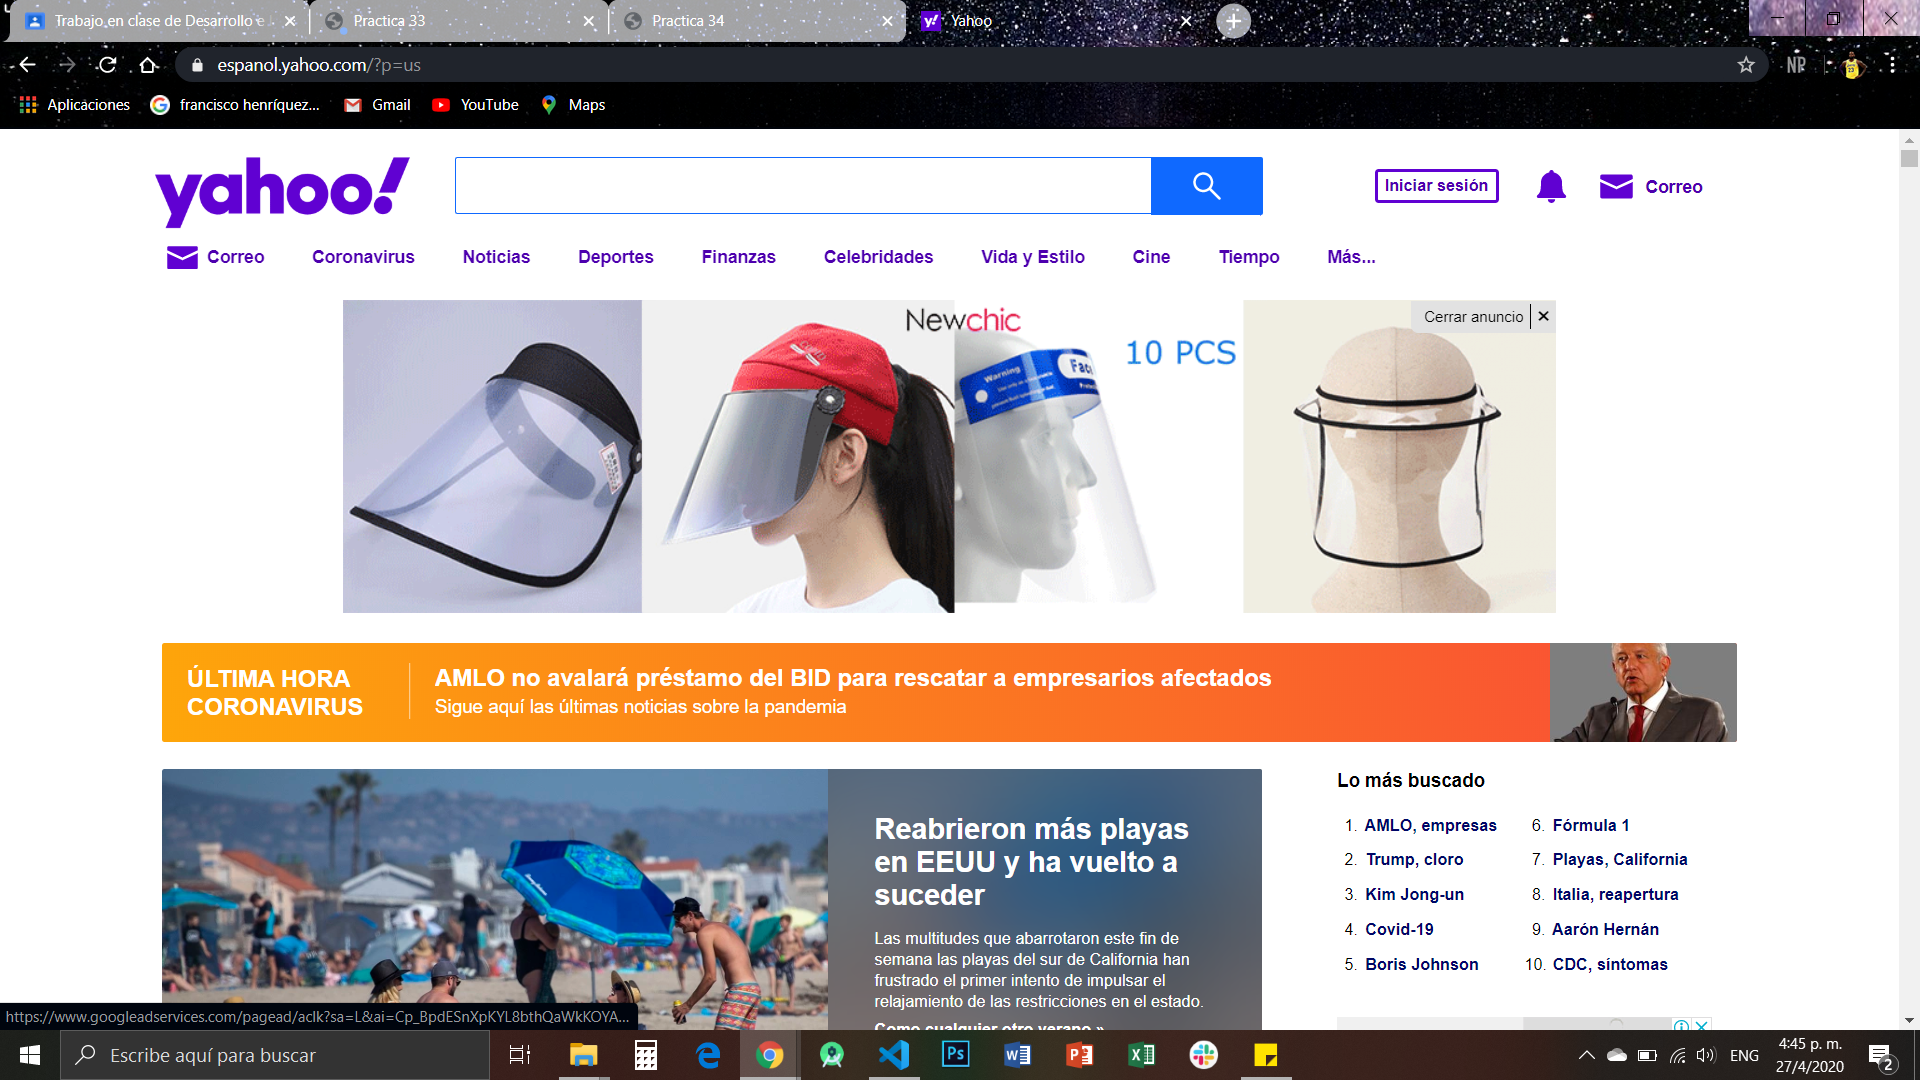 Trabajo en clase de Desarrollo e
Practica 33
Practica 34
Yahoo
espanol.yahoo.com/?p=us
Aplicaciones
francisco henríquez...
Gmail
YouTube
Maps
yahoo!
Iniciar sesión
Correo
Correo
Coronavirus
Noticias
Deportes
Finanzas
Celebridades
Vida y Estilo
Cine
Tiempo
Más...
Newchic
10 PCS
Warning
Fac
Cerrar anuncio
ÚLTIMA HORA
CORONAVIRUS
AMLO no avalará préstamo del BID para rescatar a empresarios afectados
Sigue aquí las últimas noticias sobre la pandemia
Reabrieron más playas
en EEUU y ha vuelto a
suceder
Las multitudes que abarrotaron este fin de
semana las playas del sur de California han
frustrado el primer intento de impulsar el
relajamiento de las restricciones en el estado.
Como cualquier otro verano »
Lo más buscado
1. AMLO, empresas
2. Trump, cloro
3. Kim Jong-un
4. Covid-19
5. Boris Johnson
6. Fórmula 1
7. Playas, California
8. Italia, reapertura
9. Aarón Hernán
10. CDC, síntomas
https://www.googleadservices.com/pagead/aclk?sa=L&ai=Cp_BpdESnXpKYL8bthQaWkKOYA...
Escribe aquí para buscar
ENG
4:45 p. m.
27/4/2020
2